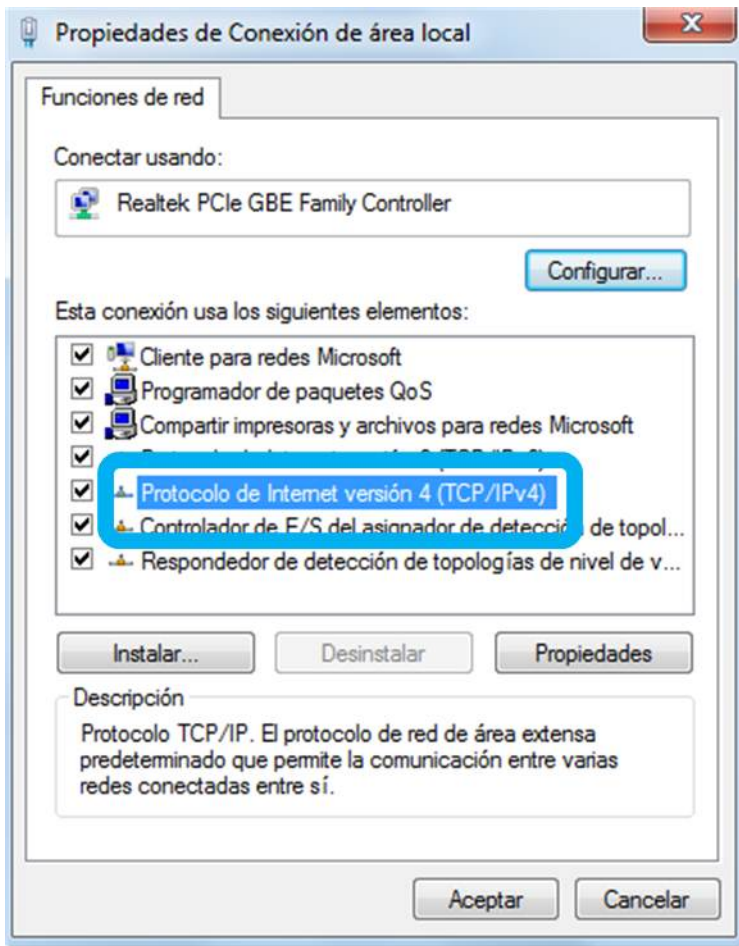 Propiedades de Conexión de área local
Funciones de red
Conectar usando:
Realtek PCIe GBE Family Controller
Configurar...
Esta conexión usa los siguientes elementos:
Cliente para redes Microsoft
Programador de paquetes QoS
Compartir impresoras y archivos para redes Microsoft
Protocolo de Internet versión 4 (TCP/IPv4)
Controlador de E/S del asignador de detección de topol...
Respondedor de detección de topologías de nivel de v...
Instalar...
Desinstalar
Propiedades
Descripción
Protocolo TCP/IP. El protocolo de red de área extensa
predeterminado que permite la comunicación entre varias
redes conectadas entre sí.
Aceptar
Cancelar